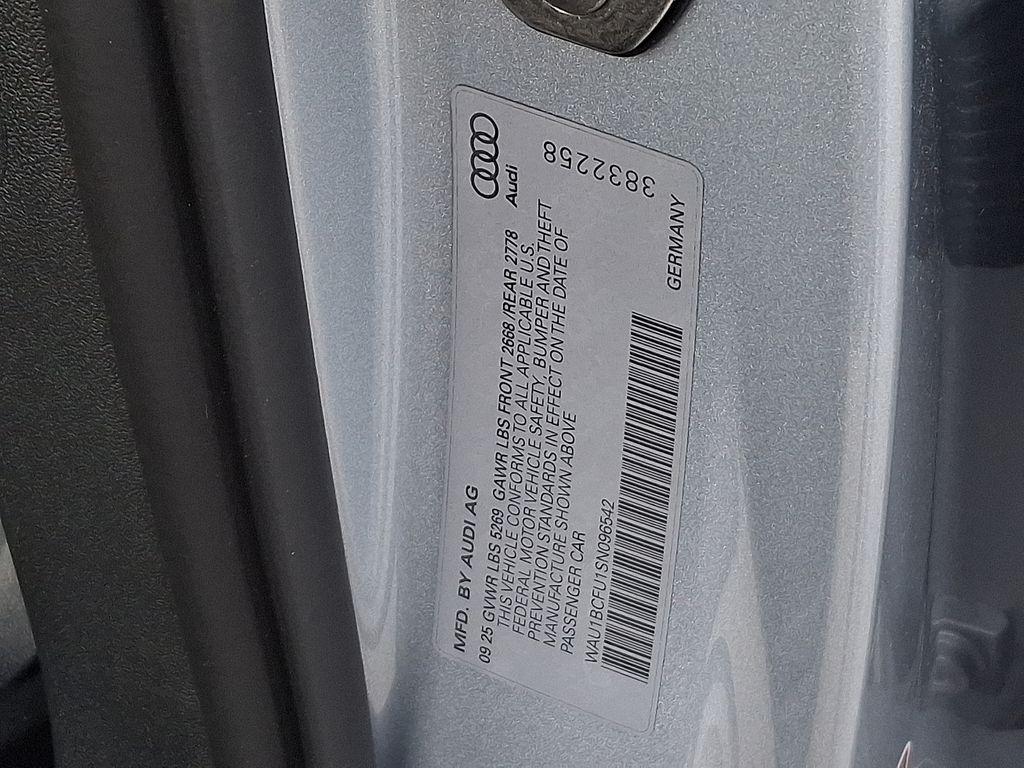 MFD. BY AUDI AG
Audi
09 25 GVWR LBS 5269 GAWR LBS FRONT 2668 /REAR 2778
THIS VEHICLE CONFORMS TO ALL APPLICABLE U.S.
FEDERAL MOTOR VEHICLE SAFETY, BUMPER AND THEFT
PREVENTION STANDARDS IN EFFECT ON THE DATE OF
MANUFACTURE SHOWN ABOVE
PASSENGER CAR
3832258
WAU1BCFU1SN096542
GERMANY